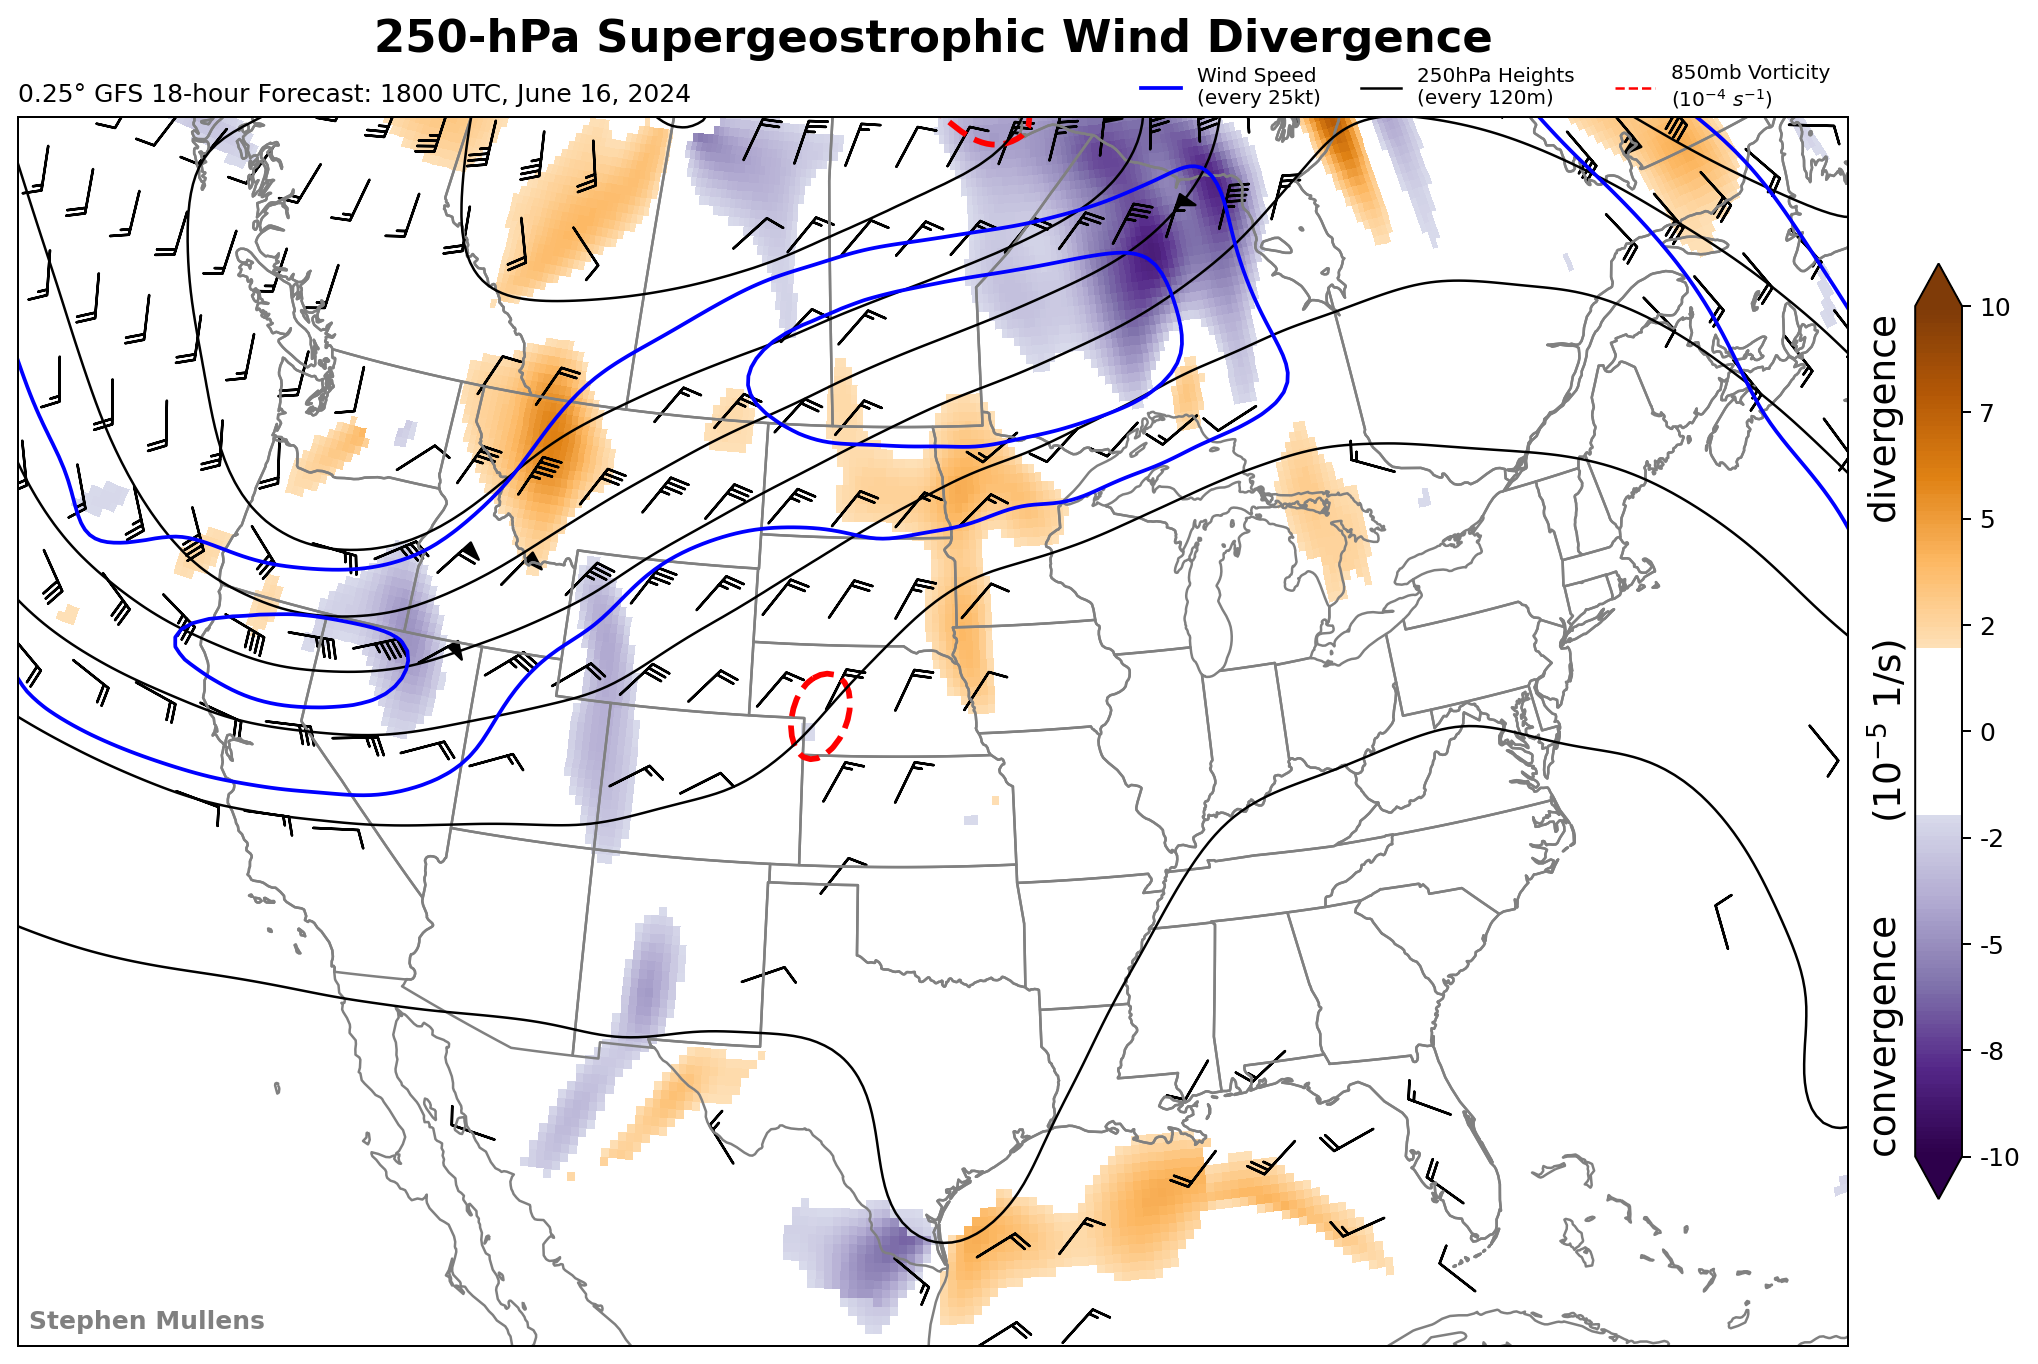 250-hPa Supergeostrophic Wind Divergence
0.25° GFS 18-hour Forecast: 1800 UTC, June 16, 2024
Wind Speed
(every 25kt)
250hPa Heights
(every 120m)
850mb Vorticity
(10⁻⁴ s⁻¹)
10
7
5
2
0
-2
-5
-8
-10
convergence (10⁻⁵ 1/s) divergence
Stephen Mullens